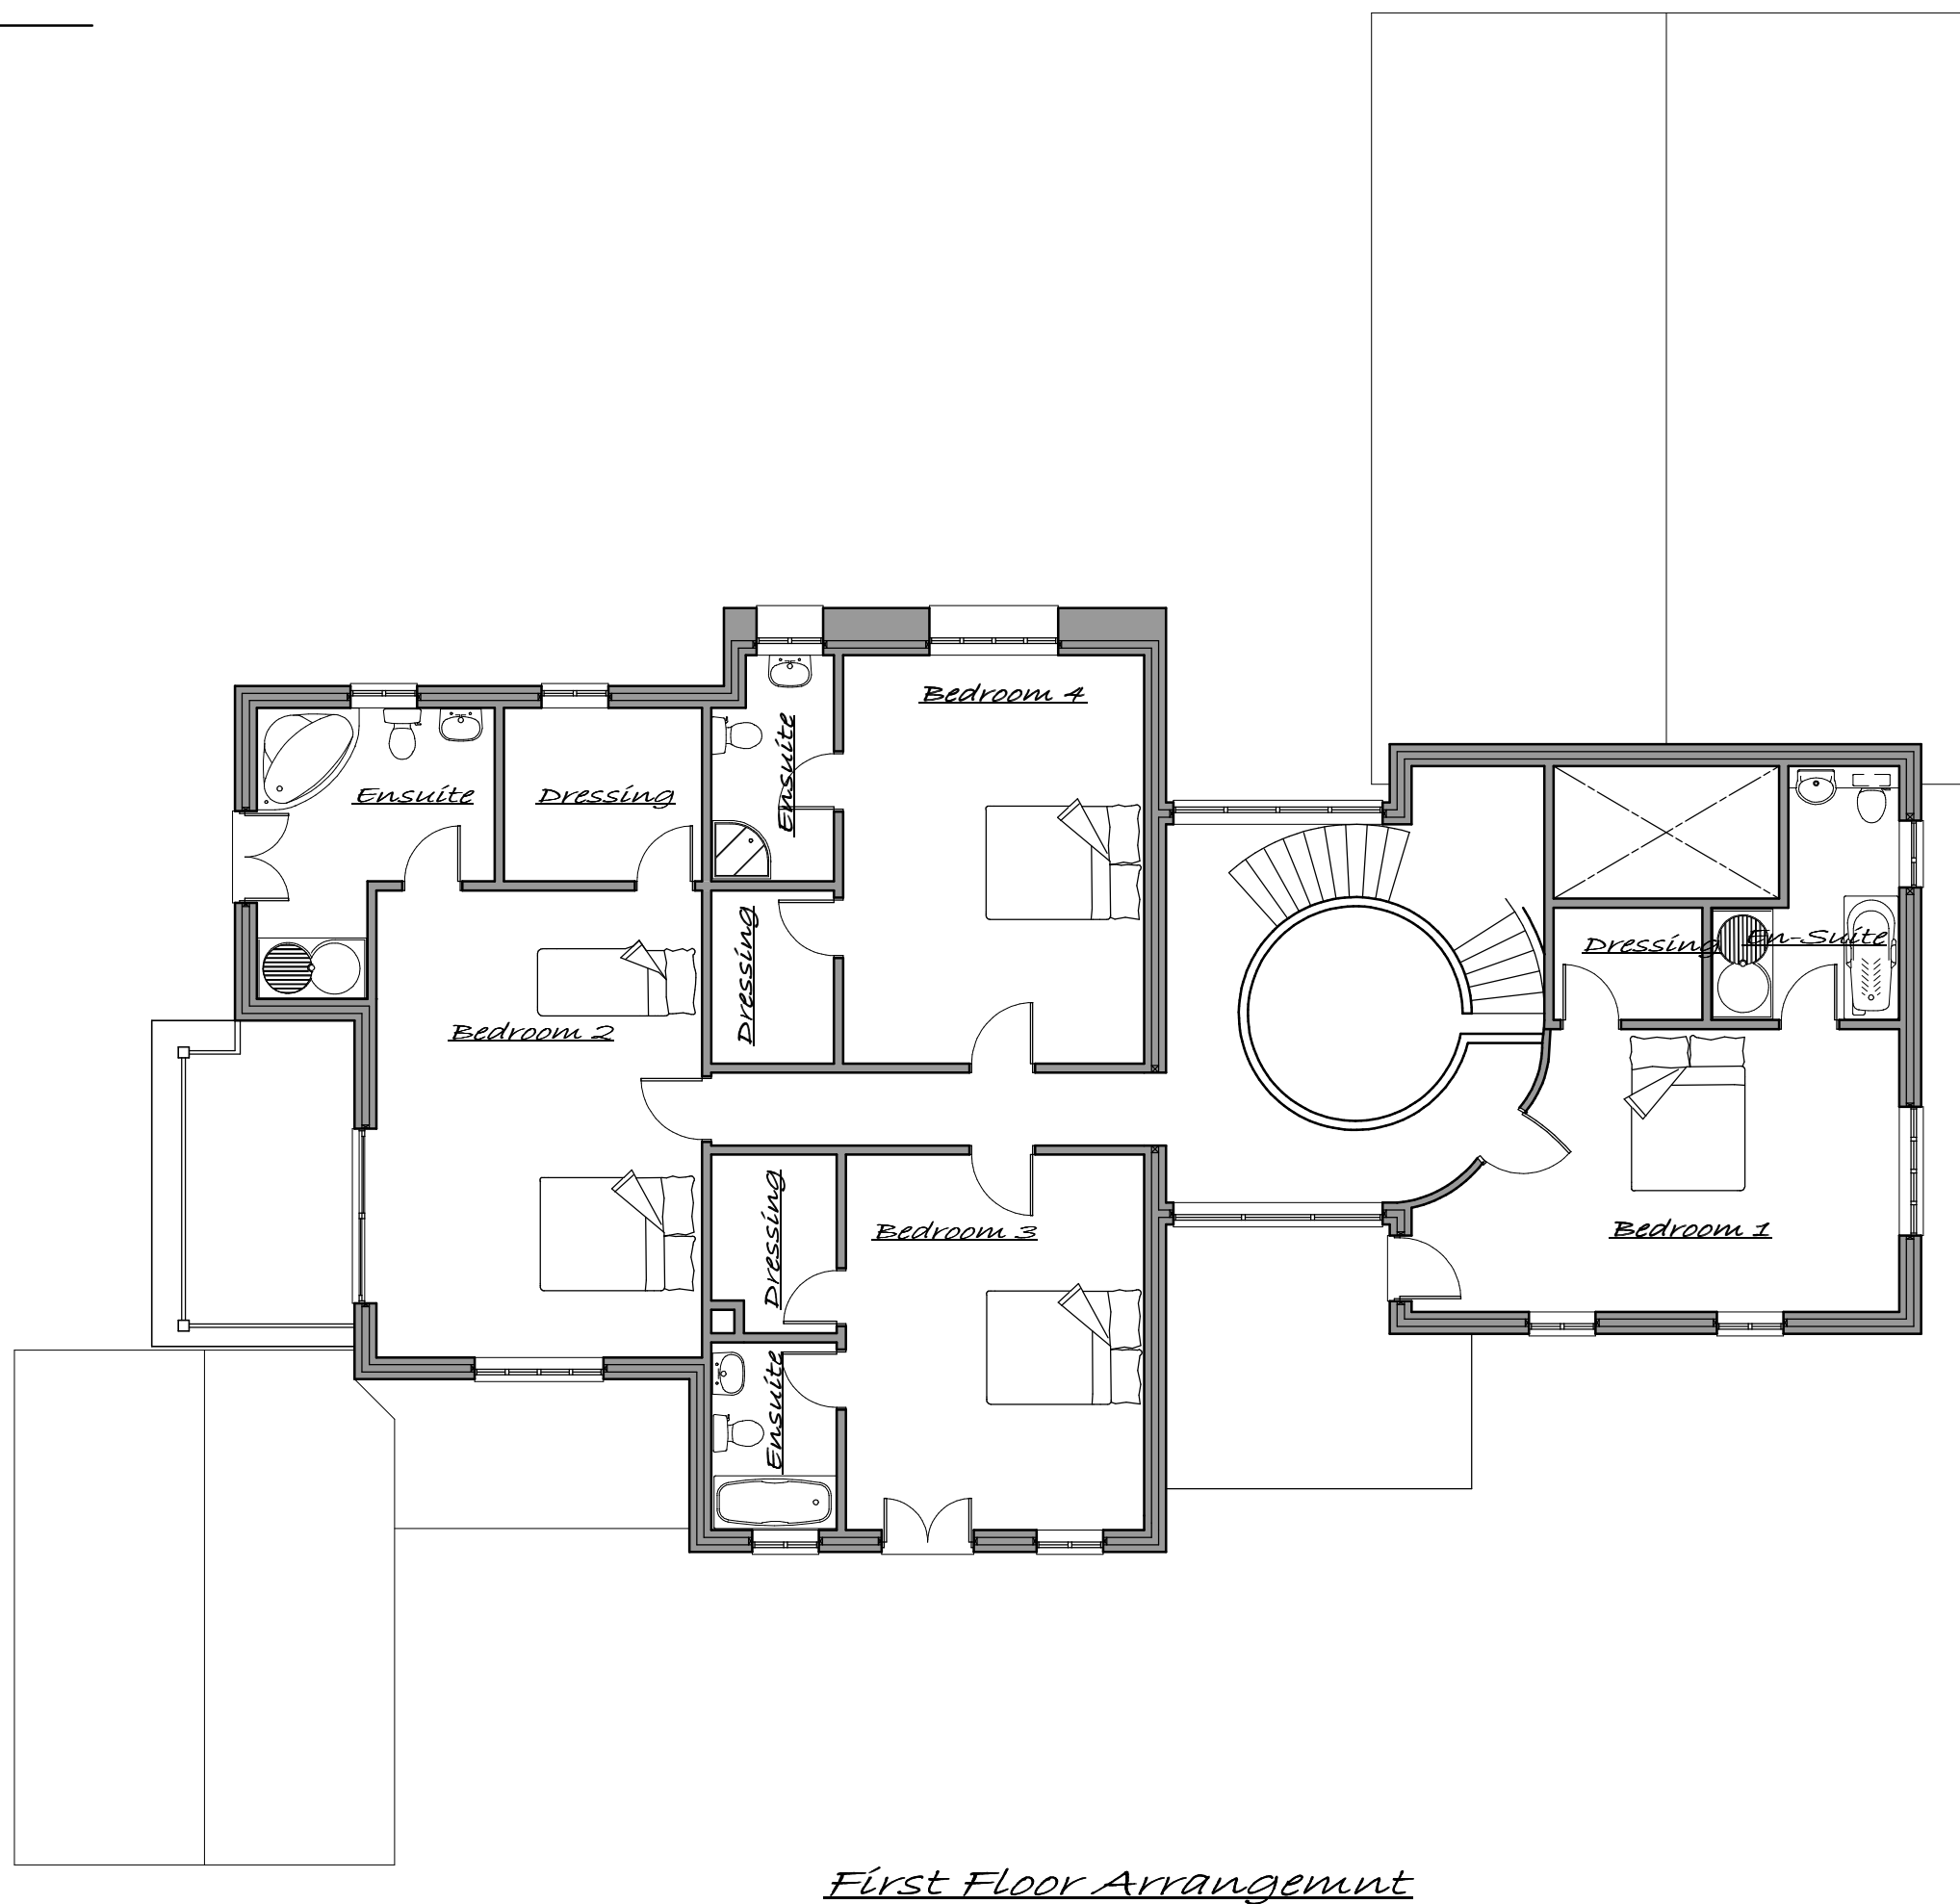 Bedroom 4
Ensuite
Ensuite
Dressing
Dressing
Dressing
En-Suite
Bedroom 2
Dressing
Bedroom 3
Bedroom 1
Ensuite
First Floor Arrangemnt